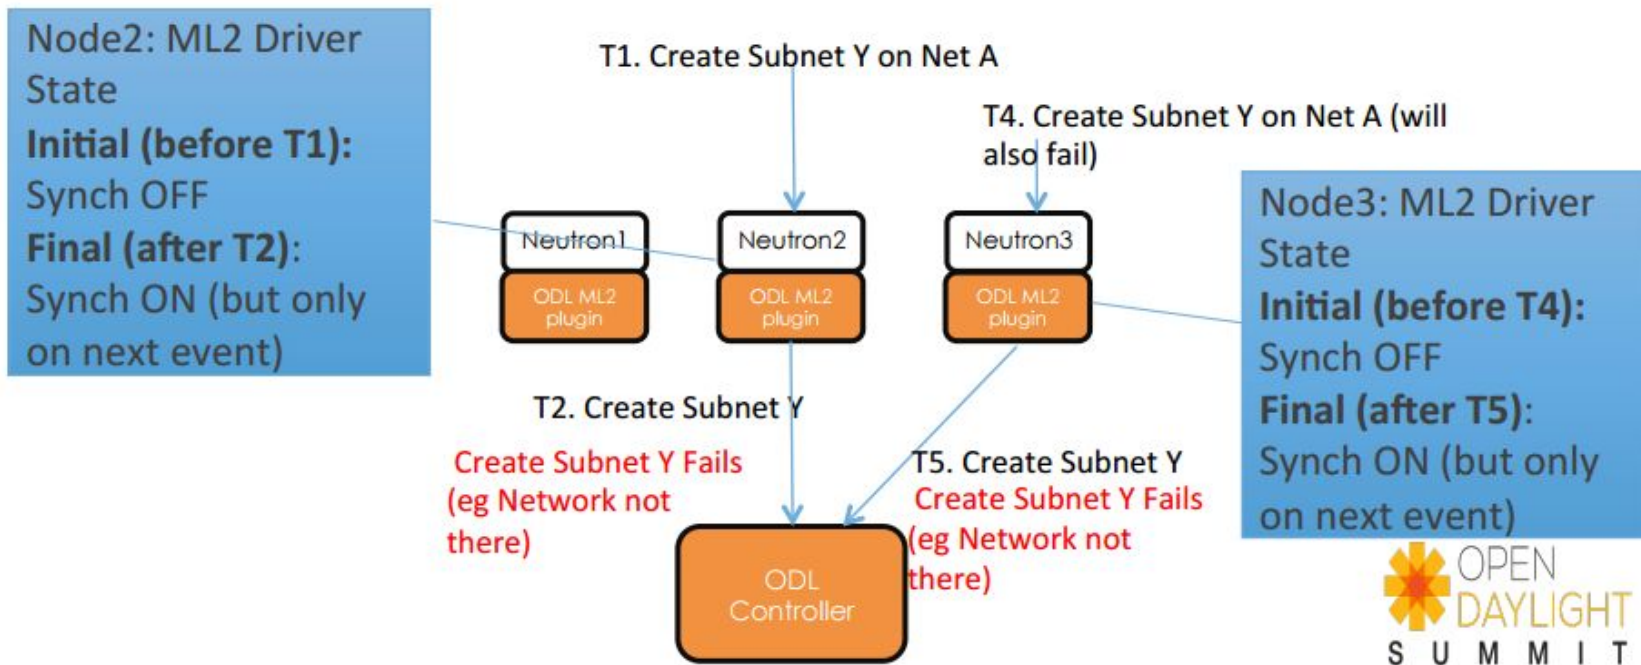 Node2: ML2 Driver
State
Initial (before T1):
Synch OFF
Final (after T2):
Synch ON (but only
on next event)
T1. Create Subnet Y on Net A
T4. Create Subnet Y on Net A (will
also fail)
Neutron1
ODL ML2
plugin
Neutron2
ODL ML2
plugin
Neutron3
ODL ML2
plugin
Node3: ML2 Driver
State
Initial (before T4):
Synch OFF
Final (after T5):
Synch ON (but only
on next event)
T2. Create Subnet Y
Create Subnet Y Fails
(eg Network not
there)
T5. Create Subnet Y
Create Subnet Y Fails
(eg Network not
there)
ODL
Controller
OPEN
DAYLIGHT
SUMMIT